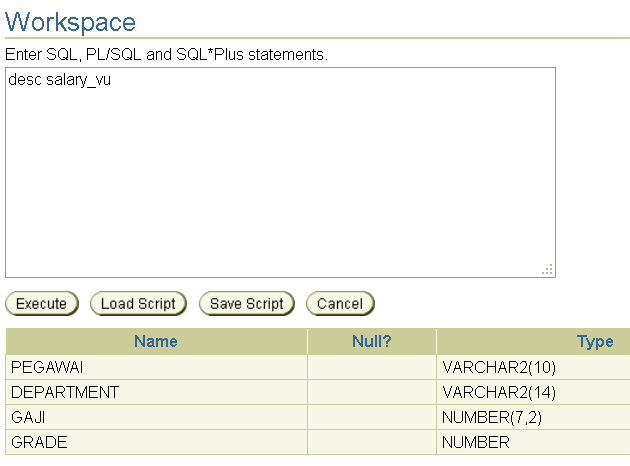 Workspace
Enter SQL, PL/SQL and SQL*Plus statements.
desc salary_vu
Execute Load Script Save Script Cancel
Name Null? Type
PEGAWAI VARCHAR2(10)
DEPARTMENT VARCHAR2(14)
GAJI NUMBER(7,2)
GRADE NUMBER